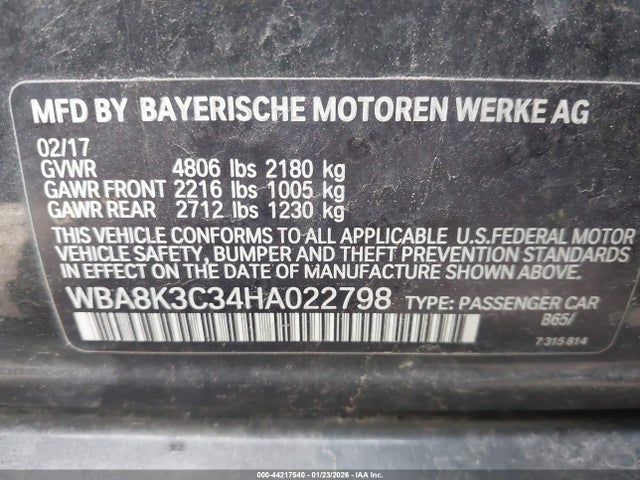 MFD BY BAYERISCHE MOTOREN WERKE AG
02/17
GVWR 4806 lbs 2180 kg
GAWR FRONT 2216 lbs 1005 kg
GAWR REAR 2712 lbs 1230 kg
THIS VEHICLE CONFORMS TO ALL APPLICABLE U.S.FEDERAL MOTOR
VEHICLE SAFETY, BUMPER AND THEFT PREVENTION STANDARDS
IN EFFECT ON THE DATE OF MANUFACTURE SHOWN ABOVE.
WBA8K3C34HA022798 TYPE: PASSENGER CAR
B65/
7 315 814
000-44217540 - 01/23/2026 - IAA Corp.